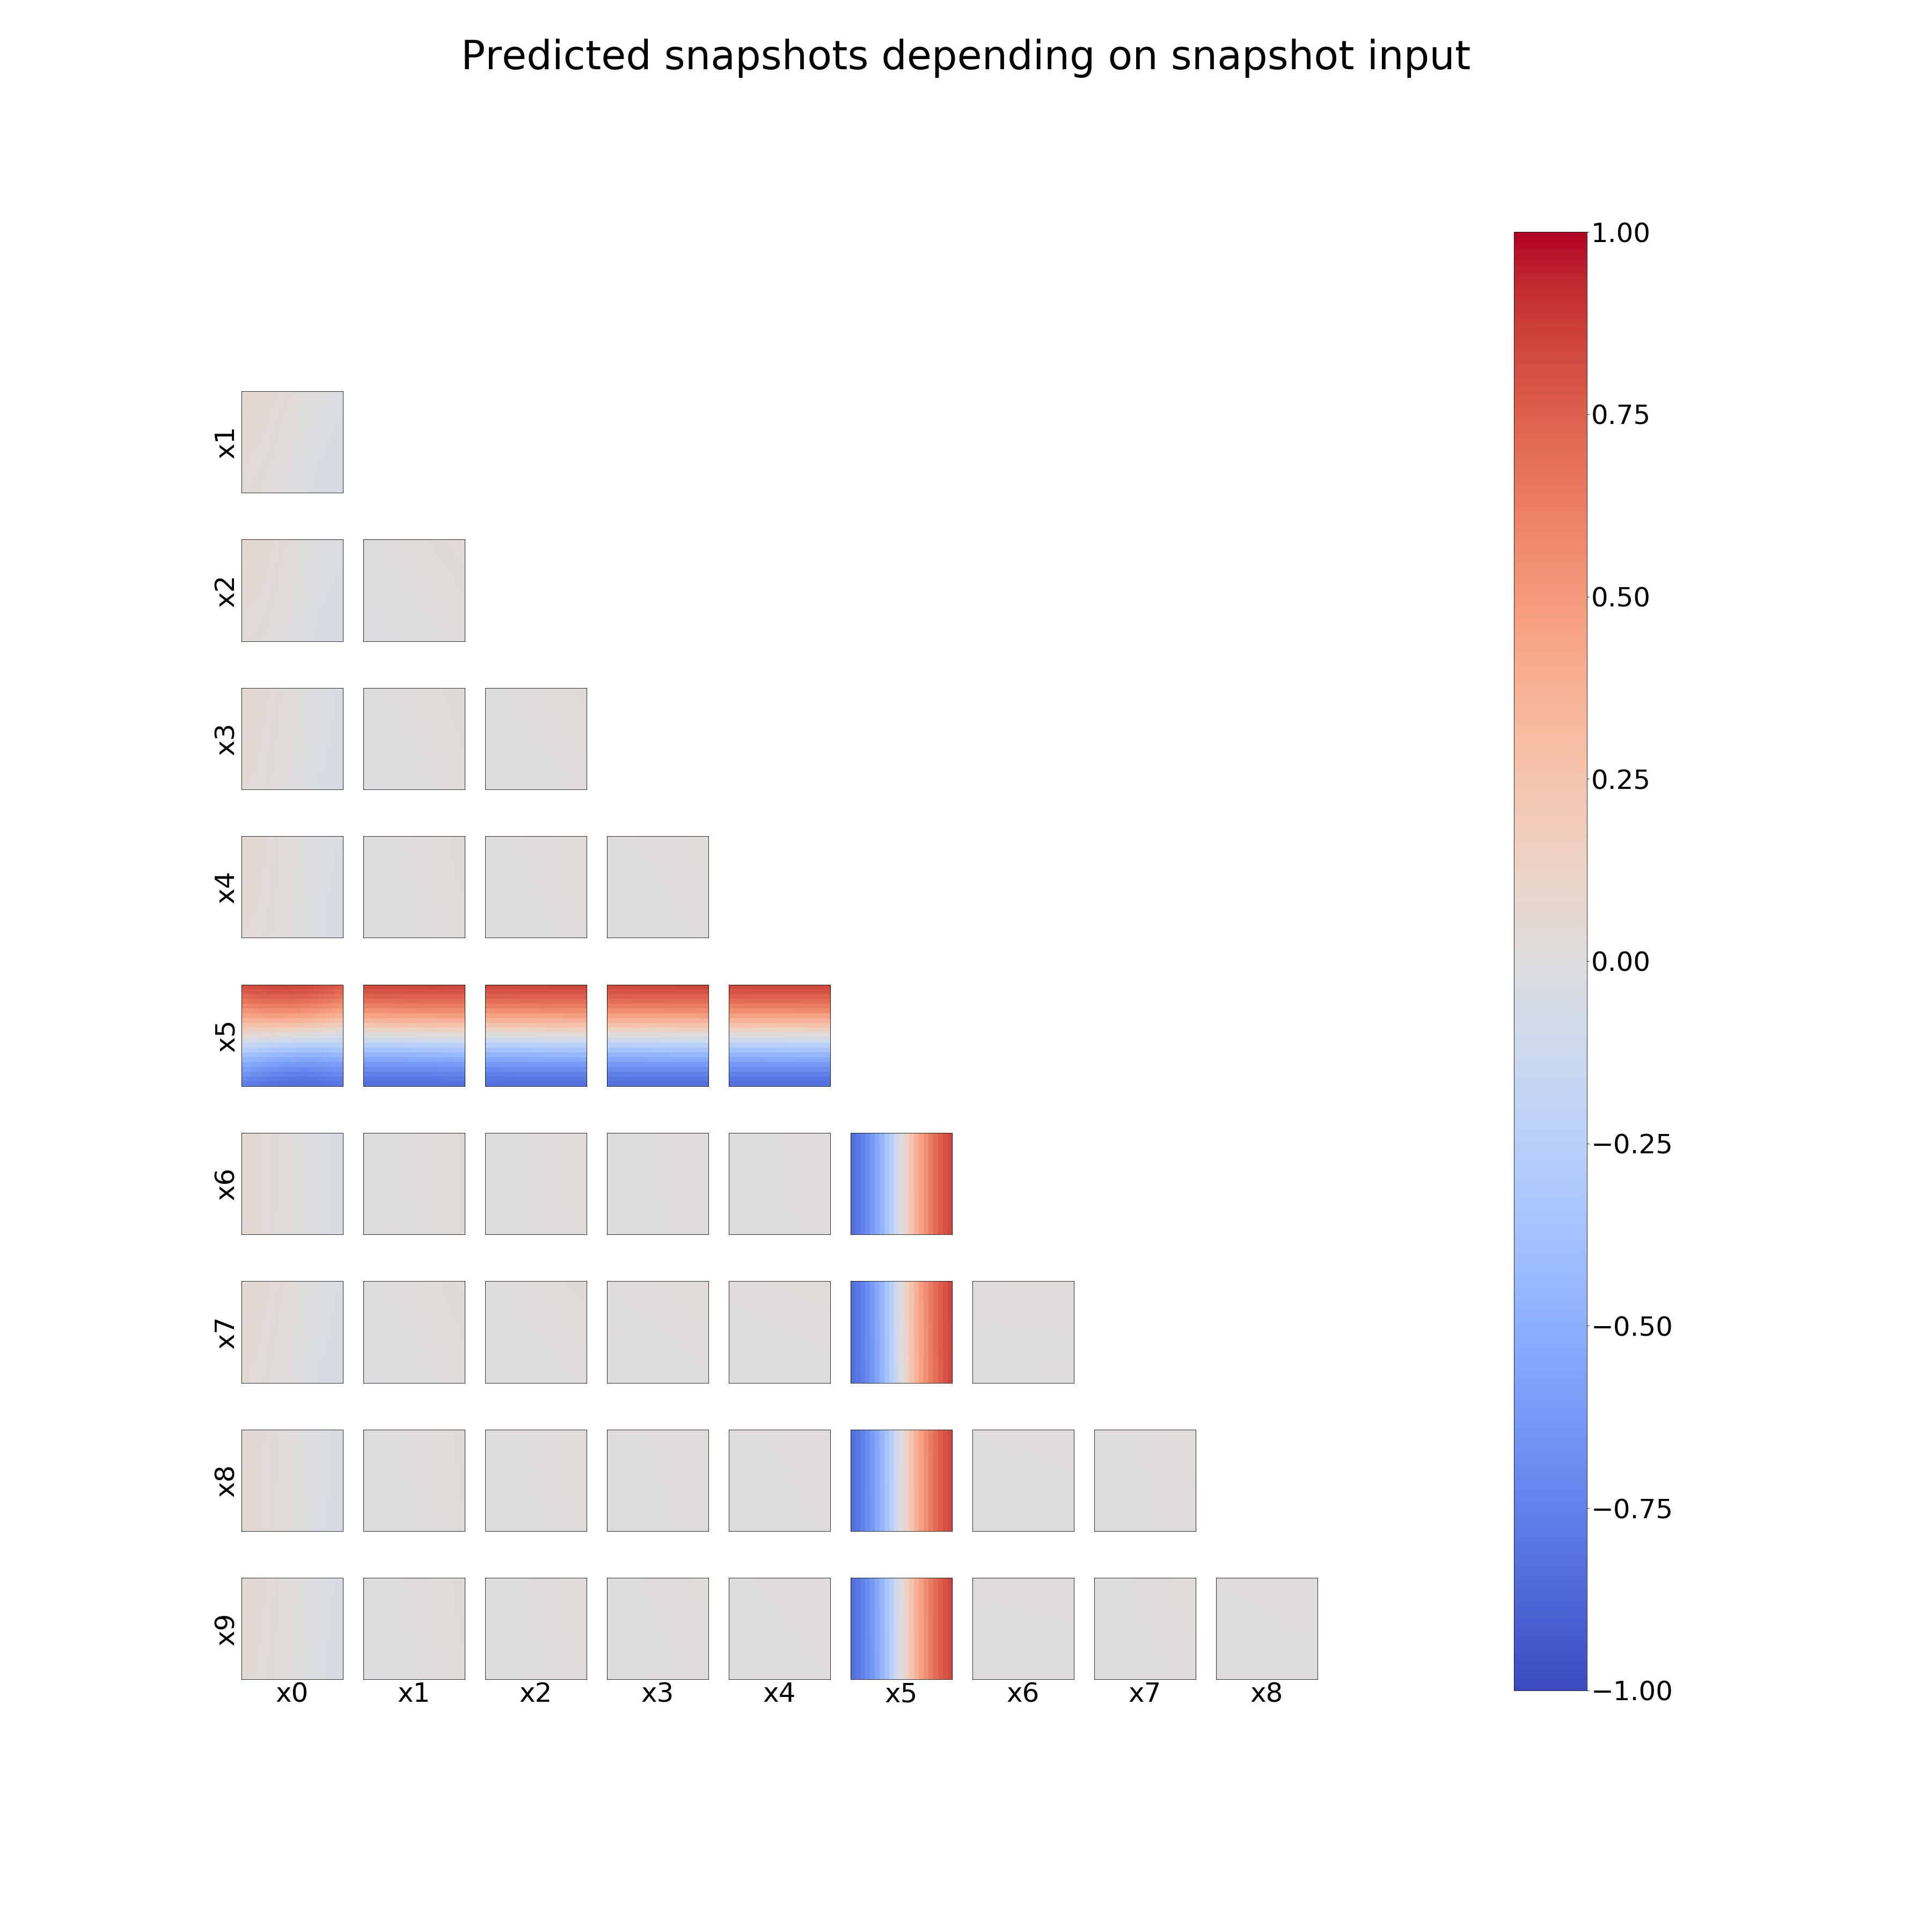 Predicted snapshots depending on snapshot input
1.00
0.75
0.50
0.25
0.00
−0.25
−0.50
−0.75
−1.00
x1
x2
x3
x4
x5
x6
x7
x8
x9
x0 x1 x2 x3 x4 x5 x6 x7 x8